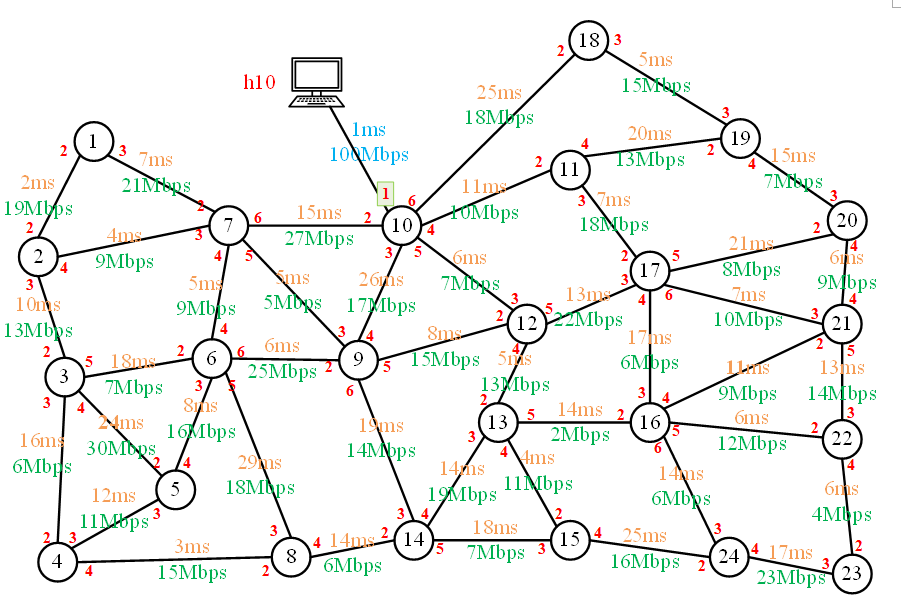 18
2
3
h10
5ms
15Mbps
25ms
18Mbps
1ms
100Mbps
1
2
3
7ms
21Mbps
3
19
2
4
20ms
13Mbps
4
11
2
3
15ms
7Mbps
2ms
19Mbps
1
6
10
2
4
3
5
11ms
10Mbps
7ms
18Mbps
2
7
6
3
4
5
15ms
27Mbps
3
20
2
4
2
2
4
3
4ms
9Mbps
6ms
7Mbps
2
17
5
3
4
6
21ms
8Mbps
6ms
9Mbps
10ms
13Mbps
5ms
9Mbps
5ms
5Mbps
26ms
17Mbps
13ms
22Mbps
7ms
10Mbps
3
12
5
2
4
4
21
3
2
5
2
3
5
3
4
18ms
7Mbps
4
6
2
6
3
5
6ms
25Mbps
3
4
9
2
5
6
8ms
15Mbps
5ms
13Mbps
17ms
6Mbps
11ms
9Mbps
13ms
14Mbps
16ms
6Mbps
24ms
30Mbps
8ms
16Mbps
29ms
18Mbps
19ms
14Mbps
2
13
5
3
4
14ms
2Mbps
3
4
16
2
5
6
6ms
12Mbps
3
22
2
4
2
4
5
3
12ms
11Mbps
14ms
19Mbps
4ms
11Mbps
14ms
6Mbps
6ms
4Mbps
2
3
4
4
3ms
15Mbps
3
4
8
2
14ms
6Mbps
3
4
14
2
5
18ms
7Mbps
2
15
4
3
25ms
16Mbps
3
24
4
2
17ms
23Mbps
2
23
3